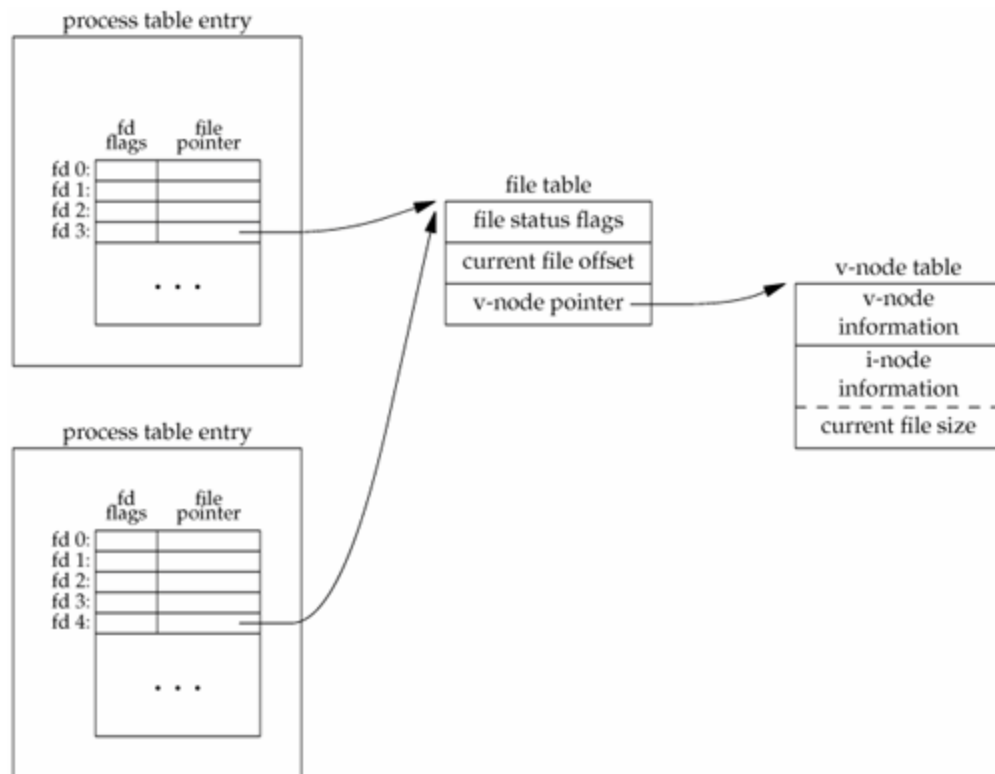 process table entry
fd flags
file pointer
fd 0:
fd 1:
fd 2:
fd 3:
. . .
file table
file status flags
current file offset
v-node pointer
v-node table
v-node
information
i-node
information
current file size
process table entry
fd flags
file pointer
fd 0:
fd 1:
fd 2:
fd 3:
fd 4:
. . .